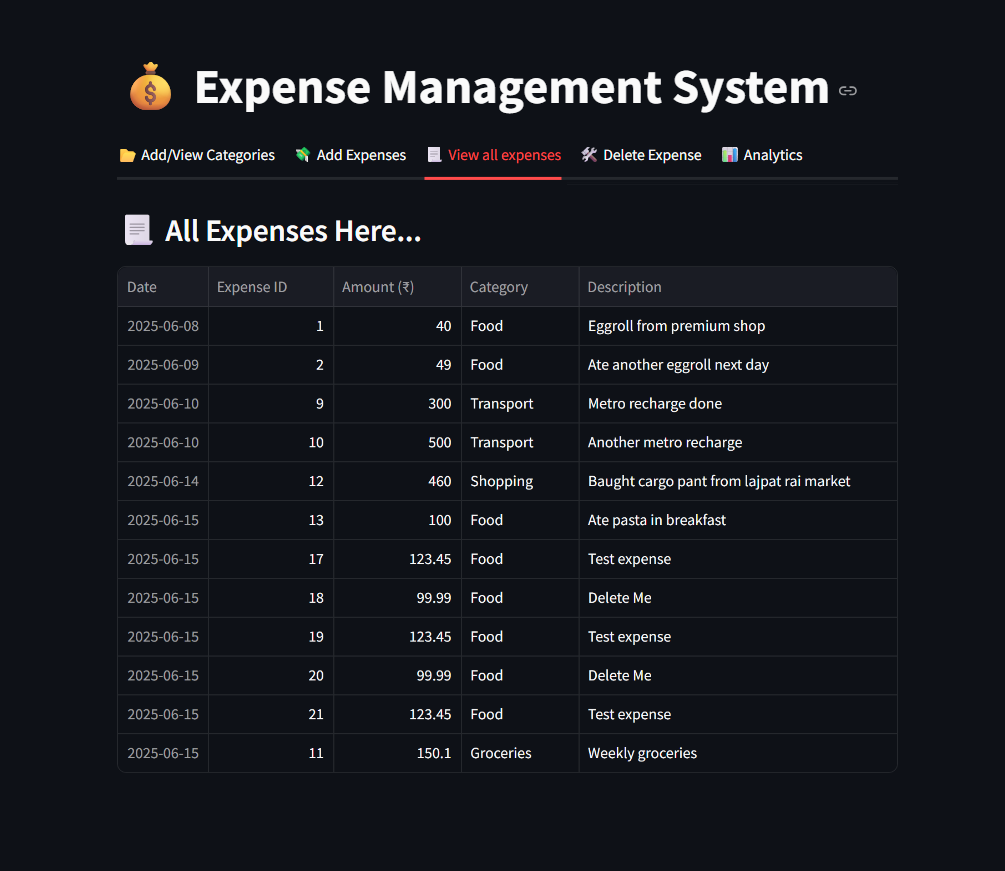 Expense Management System
Add/View Categories Add Expenses View all expenses Delete Expense Analytics
All Expenses Here...
Date Expense ID Amount (₹) Category Description
2025-06-08 1 40 Food Eggroll from premium shop
2025-06-09 2 49 Food Ate another eggroll next day
2025-06-10 9 300 Transport Metro recharge done
2025-06-10 10 500 Transport Another metro recharge
2025-06-14 12 460 Shopping Baught cargo pant from lajpat rai market
2025-06-15 13 100 Food Ate pasta in breakfast
2025-06-15 17 123.45 Food Test expense
2025-06-15 18 99.99 Food Delete Me
2025-06-15 19 123.45 Food Test expense
2025-06-15 20 99.99 Food Delete Me
2025-06-15 21 123.45 Food Test expense
2025-06-15 11 150.1 Groceries Weekly groceries